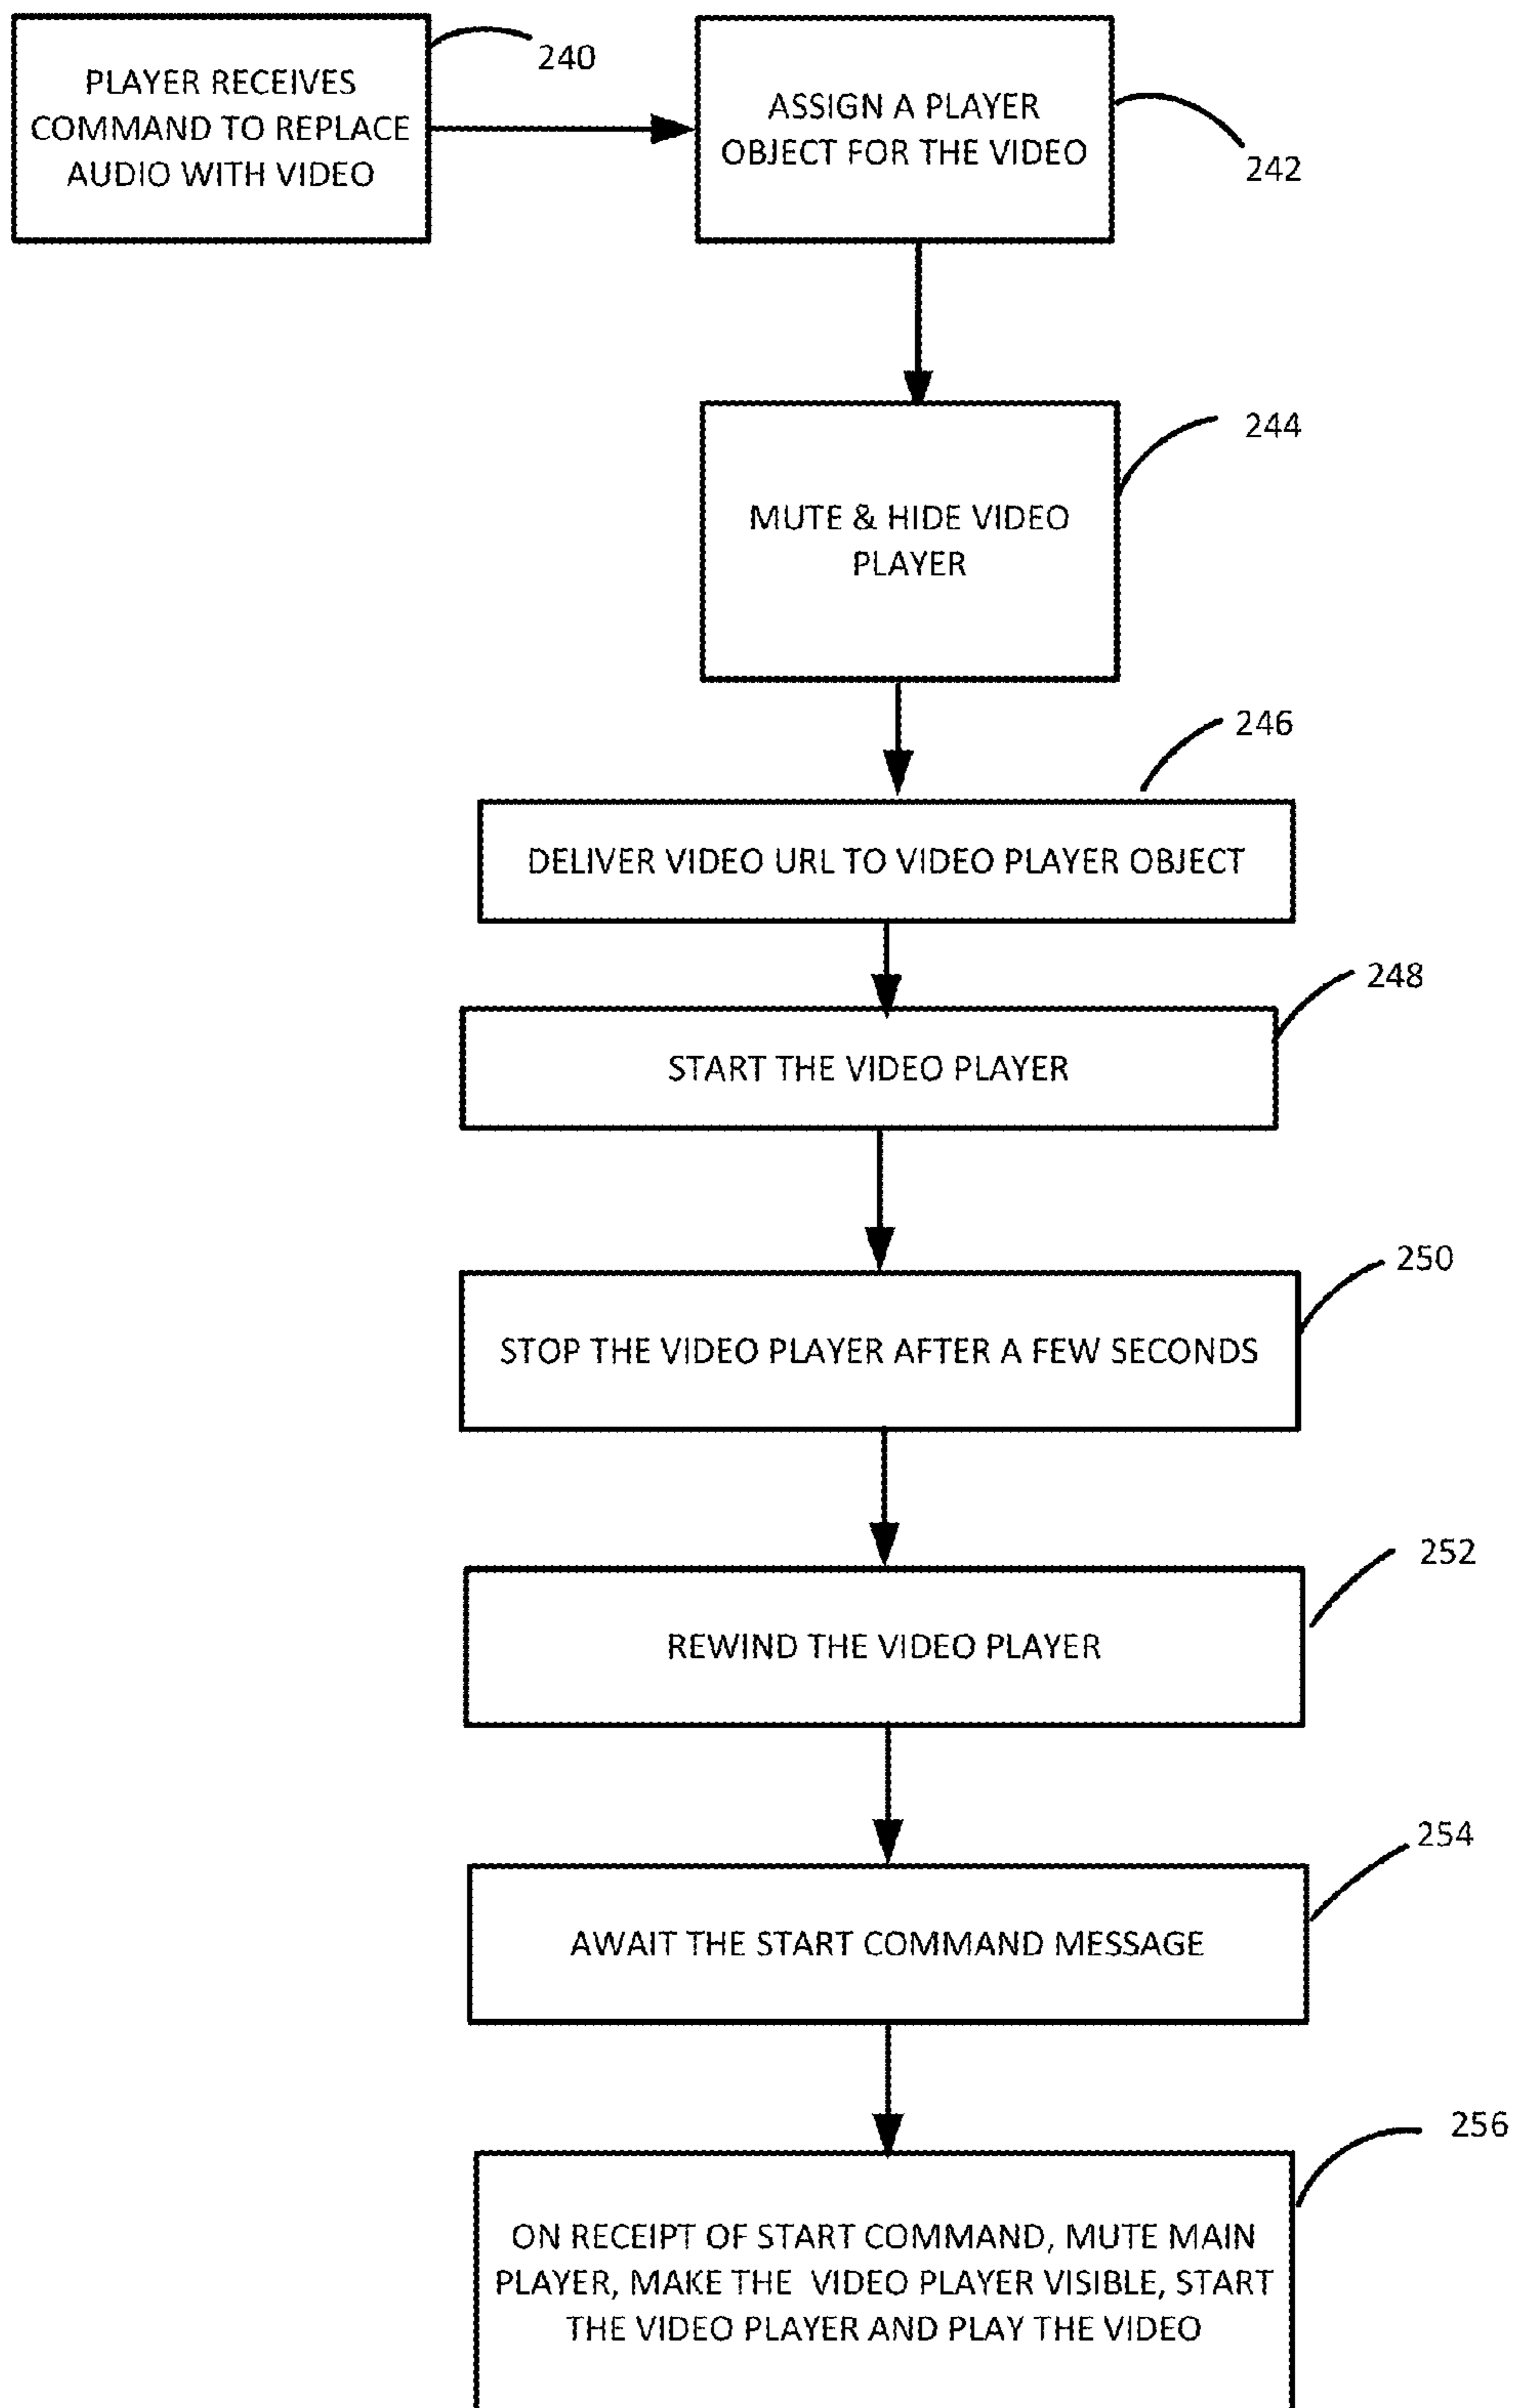 PLAYER RECEIVES
COMMAND TO REPLACE
AUDIO WITH VIDEO
240
ASSIGN A PLAYER
OBJECT FOR THE VIDEO
242
MUTE & HIDE VIDEO
PLAYER
244
DELIVER VIDEO URL TO VIDEO PLAYER OBJECT
246
START THE VIDEO PLAYER
248
STOP THE VIDEO PLAYER AFTER A FEW SECONDS
250
REWIND THE VIDEO PLAYER
252
AWAIT THE START COMMAND MESSAGE
254
ON RECEIPT OF START COMMAND, MUTE MAIN
PLAYER, MAKE THE VIDEO PLAYER VISIBLE, START
THE VIDEO PLAYER AND PLAY THE VIDEO
256